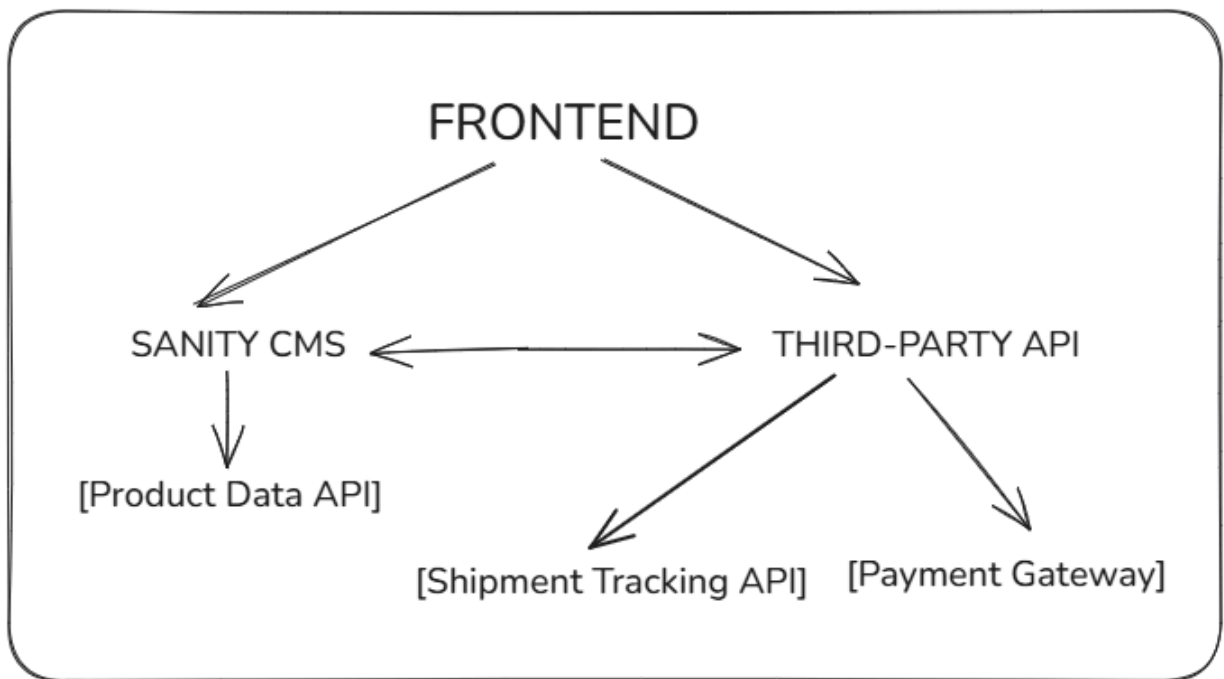 FRONTEND
SANITY CMS
THIRD-PARTY API
[Product Data API]
[Shipment Tracking API]
[Payment Gateway]